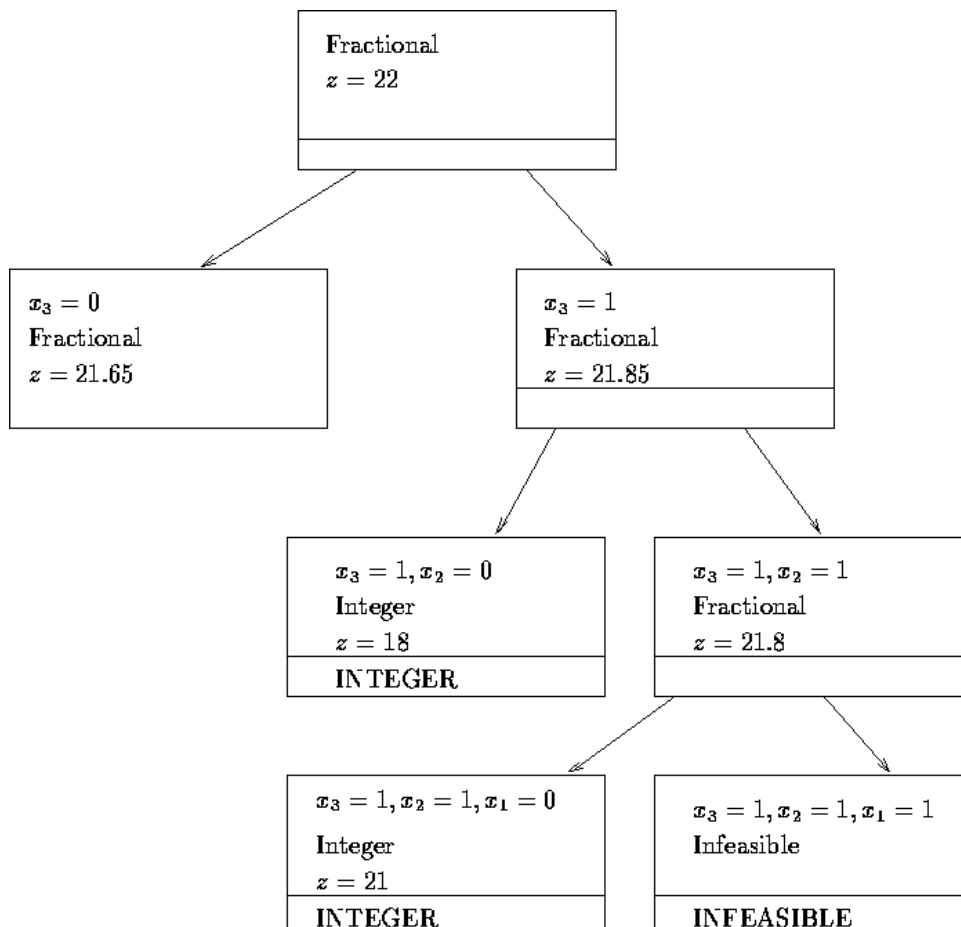 Fractional
z = 22
x₃ = 0
Fractional
z = 21.65
x₃ = 1
Fractional
z = 21.85
x₃ = 1, x₂ = 0
Integer
z = 18
INTEGER
x₃ = 1, x₂ = 1
Fractional
z = 21.8
x₃ = 1, x₂ = 1, x₁ = 0
Integer
z = 21
INTEGER
x₃ = 1, x₂ = 1, x₁ = 1
Infeasible
INFEASIBLE